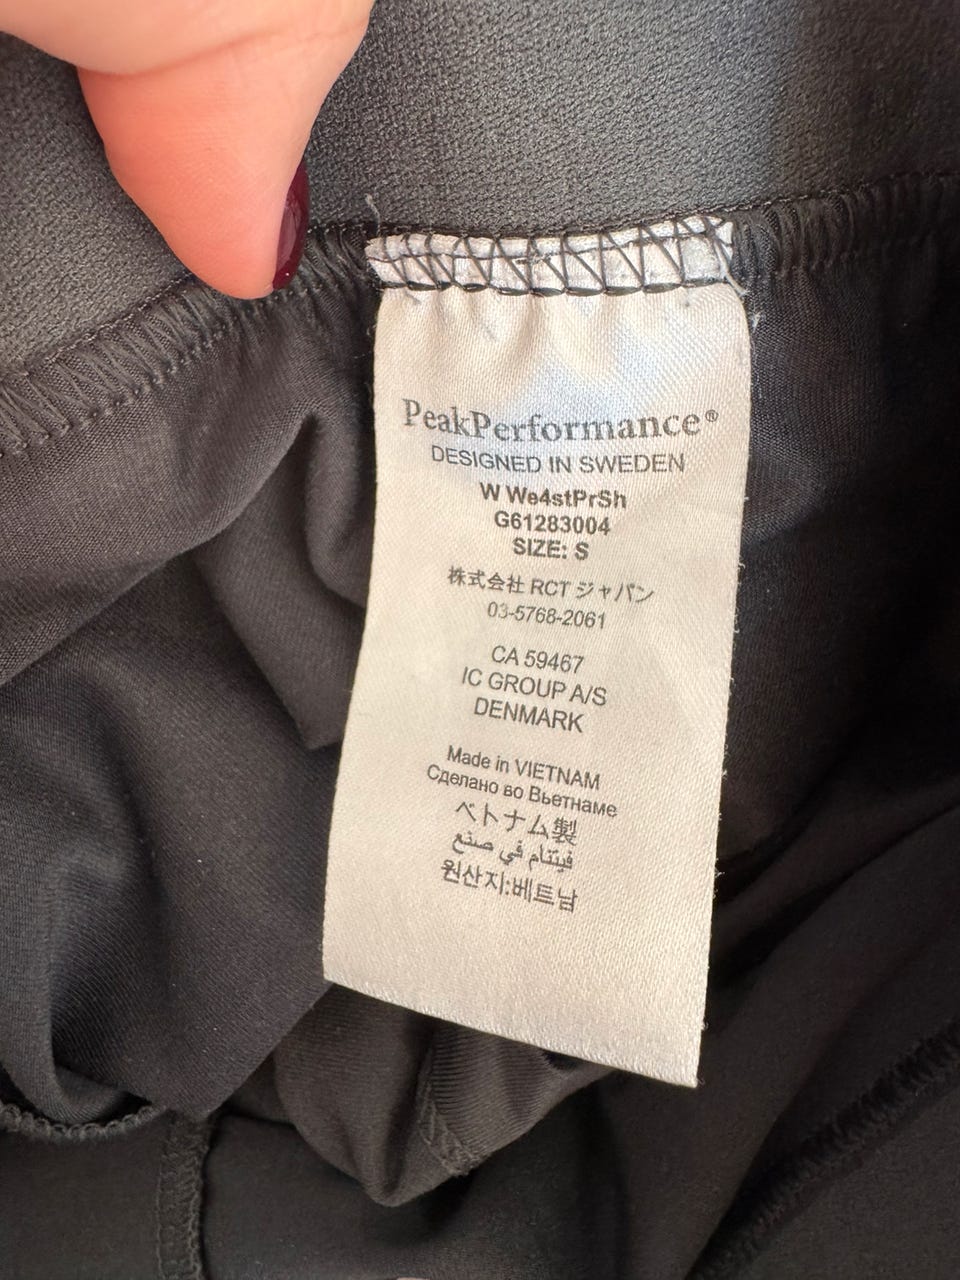 PeakPerformance®
DESIGNED IN SWEDEN
W We4stPrSh
G61283004
SIZE: S
株式会社 RCT ジャパン
03-5768-2061
CA 59467
IC GROUP A/S
DENMARK
Made in VIETNAM
Сделано во Вьетнаме
ベトナム製
فيتنام في صنع
원산지:베트남